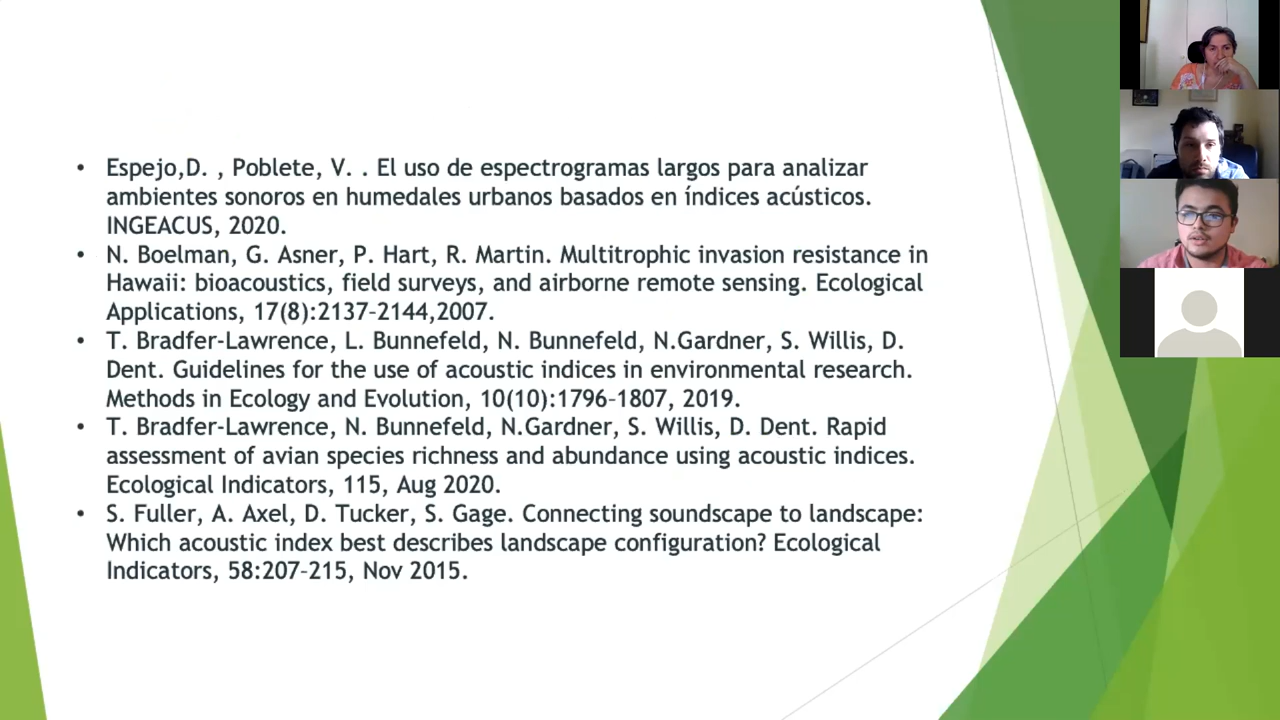 • Espejo,D. , Poblete, V. . El uso de espectrogramas largos para analizar
ambientes sonoros en humedales urbanos basados en índices acústicos.
INGEACUS, 2020.
• N. Boelman, G. Asner, P. Hart, R. Martin. Multitrophic invasion resistance in
Hawaii: bioacoustics, field surveys, and airborne remote sensing. Ecological
Applications, 17(8):2137–2144,2007.
• T. Bradfer-Lawrence, L. Bunnefeld, N. Bunnefeld, N.Gardner, S. Willis, D.
Dent. Guidelines for the use of acoustic indices in environmental research.
Methods in Ecology and Evolution, 10(10):1796–1807, 2019.
• T. Bradfer-Lawrence, N. Bunnefeld, N.Gardner, S. Willis, D. Dent. Rapid
assessment of avian species richness and abundance using acoustic indices.
Ecological Indicators, 115, Aug 2020.
• S. Fuller, A. Axel, D. Tucker, S. Gage. Connecting soundscape to landscape:
Which acoustic index best describes landscape configuration? Ecological
Indicators, 58:207–215, Nov 2015.